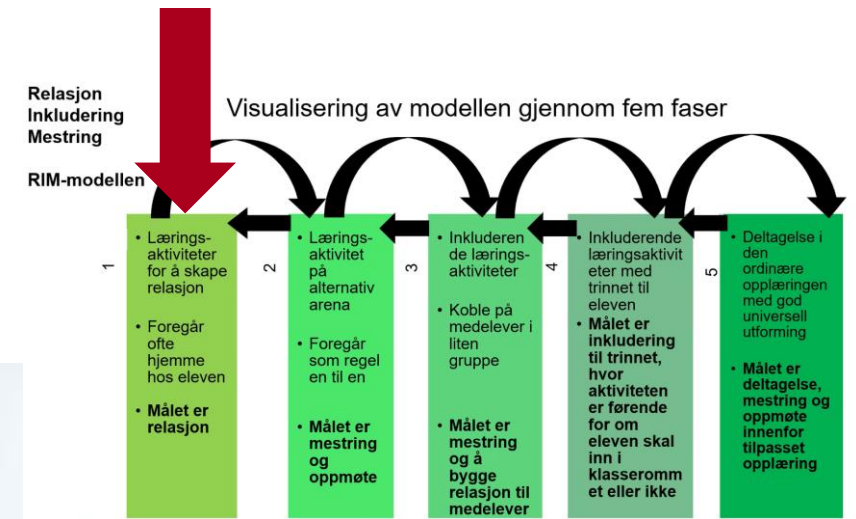 Relasjon
Inkludering
Mestring
RIM-modellen
Visualisering av modellen gjennom fem faser
1
• Lærings-
aktiviteter
for å skape
relasjon
• Foregår
ofte
hjemme
hos eleven
• Målet er
relasjon
2
• Lærings-
aktivitet
på
alternativ
arena
• Foregår
som regel
en til en
• Målet er
mestring
og
oppmøte
3
• Inkluderen
de lærings-
aktiviteter
• Koble på
medelever i
liten
gruppe
• Målet er
mestring
og å
bygge
relasjon til
medelever
4
• Inkluderende
læringsaktivit
eter med
trinnet til
eleven
• Målet er
inkludering
til trinnet,
hvor
aktiviteten
er førende
for om
eleven skal
inn i
klasseromm
et eller ikke
5
• Deltagelse i
den
ordinære
opplæringen
med god
universell
utforming
• Målet er
deltagelse,
mestring og
oppmøte
innenfor
tilpasset
opplæring